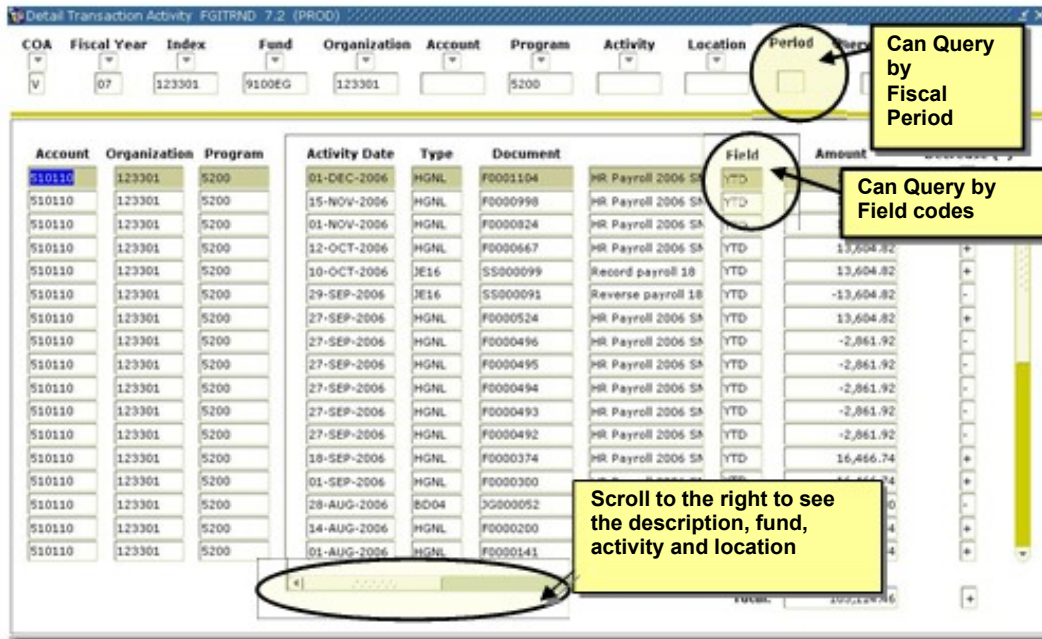 Detail Transaction Activity FGITRND 7.2 (PROD)
COA Fiscal Year Index Fund Organization Account Program Activity Location Period
V 07 123301 9100EG 123301 5200
Can Query
by
Fiscal
Period
Account Organization Program Activity Date Type Document Field Amount
510110 123301 5200 01-DEC-2006 HGNL F0001104 HR Payroll 2006 SN YTD
510110 123301 5200 15-NOV-2006 HGNL F0000998 HR Payroll 2006 SN YTD
510110 123301 5200 01-NOV-2006 HGNL F0000824 HR Payroll 2006 SN YTD
Can Query by
Field codes
510110 123301 5200 12-OCT-2006 HGNL F0000667 HR Payroll 2006 SN YTD 13,604.82 +
510110 123301 5200 10-OCT-2006 JE16 SS000099 Record payroll 18 YTD 13,604.82 +
510110 123301 5200 29-SEP-2006 JE16 SS000091 Reverse payroll 18 YTD -13,604.82 -
510110 123301 5200 27-SEP-2006 HGNL F0000524 HR Payroll 2006 SN YTD 13,604.82 +
510110 123301 5200 27-SEP-2006 HGNL F0000496 HR Payroll 2006 SN YTD -2,861.92 -
510110 123301 5200 27-SEP-2006 HGNL F0000495 HR Payroll 2006 SN YTD -2,861.92 -
510110 123301 5200 27-SEP-2006 HGNL F0000494 HR Payroll 2006 SN YTD -2,861.92 -
510110 123301 5200 27-SEP-2006 HGNL F0000493 HR Payroll 2006 SN YTD -2,861.92 -
510110 123301 5200 27-SEP-2006 HGNL F0000492 HR Payroll 2006 SN YTD -2,861.92 -
510110 123301 5200 18-SEP-2006 HGNL F0000374 HR Payroll 2006 SN YTD 16,466.74 +
510110 123301 5200 01-SEP-2006 HGNL F0000300 +
510110 123301 5200 28-AUG-2006 BD04 JG000052 -
510110 123301 5200 14-AUG-2006 HGNL F0000200 +
510110 123301 5200 01-AUG-2006 HGNL F0000141 +
Scroll to the right to see
the description, fund,
activity and location
+